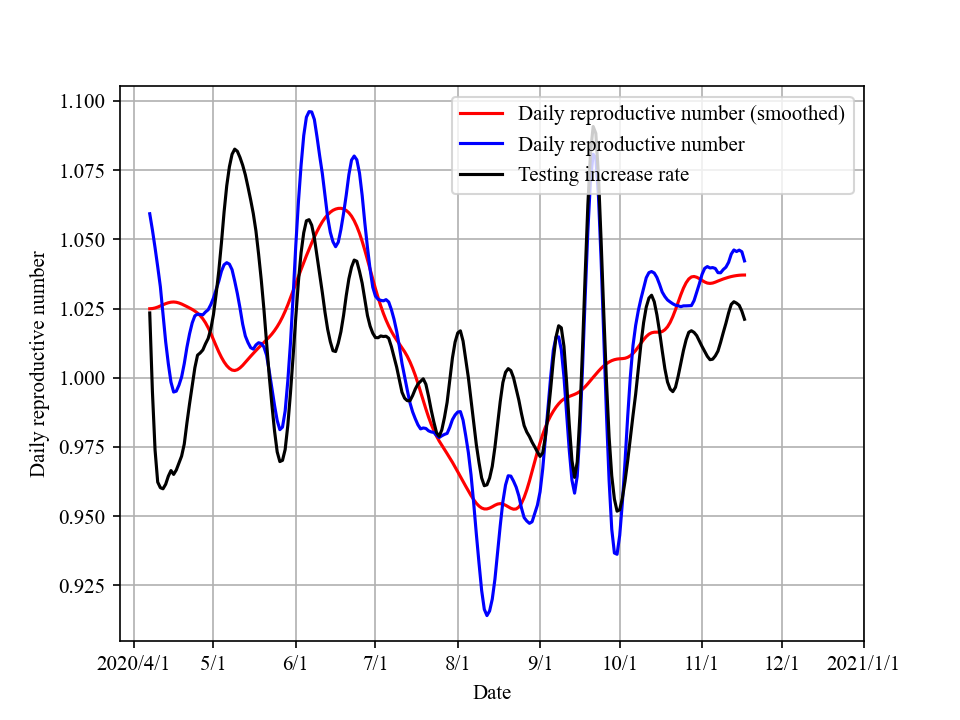 Daily reproductive number (smoothed)
Daily reproductive number
Testing increase rate
Daily reproductive number
1.100
1.075
1.050
1.025
1.000
0.975
0.950
0.925
2020/4/1 5/1 6/1 7/1 8/1 9/1 10/1 11/1 12/1 2021/1/1
Date